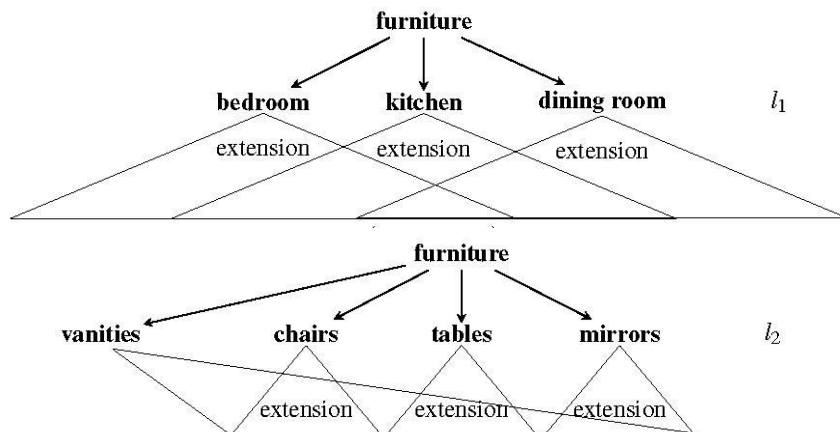 furniture
bedroom kitchen dining room l₁
extension extension extension
furniture
vanities chairs tables mirrors l₂
extension extension extension